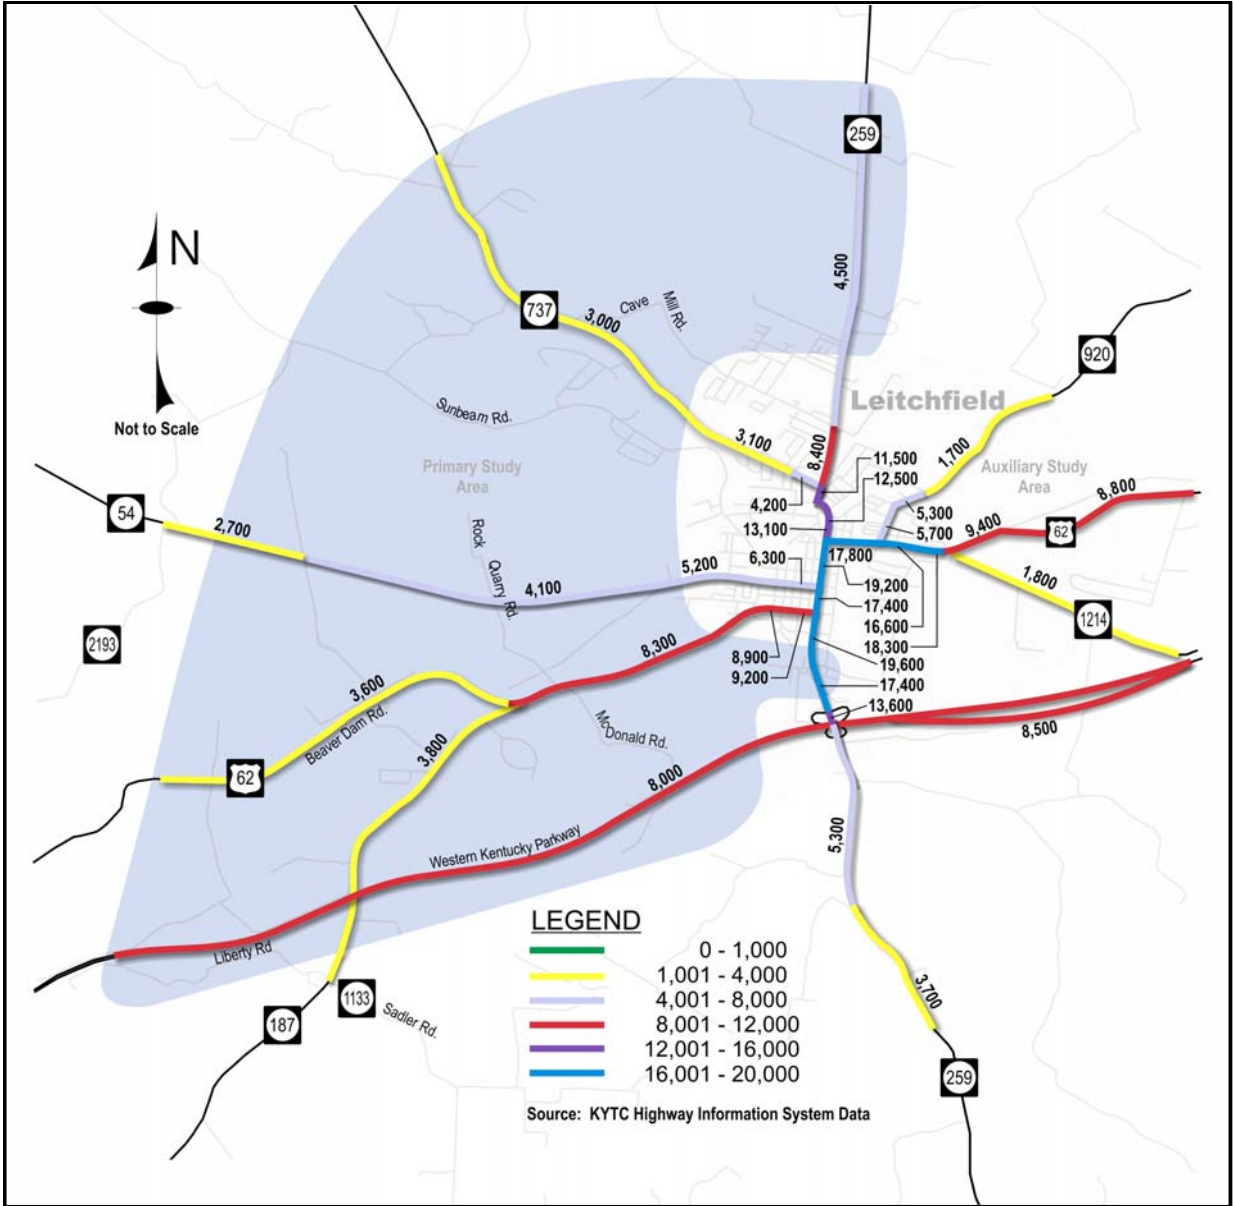 259
N
737
3,000
Cave
Mill Rd.
4,500
920
Not to Scale
Sunbeam Rd.
Leitchfield
Primary Study
Area
3,100
8,400
11,500
12,500
1,700
Auxiliary Study
Area
4,200
8,800
54
2,700
13,100
5,300
5,700
9,400
62
Rock
Quarry Rd.
6,300
17,800
5,200
4,100
19,200
1,800
17,400
16,600
1214
2193
18,300
8,300
8,900
19,600
9,200
17,400
3,600
Beaver Dam Rd.
13,600
McDonald Rd.
8,500
3,800
62
8,000
5,300
Western Kentucky Parkway
Liberty Rd
LEGEND
0 - 1,000
1,001 - 4,000
4,001 - 8,000
8,001 - 12,000
12,001 - 16,000
16,001 - 20,000
3,700
1133
Sadler Rd.
187
259
Source: KYTC Highway Information System Data